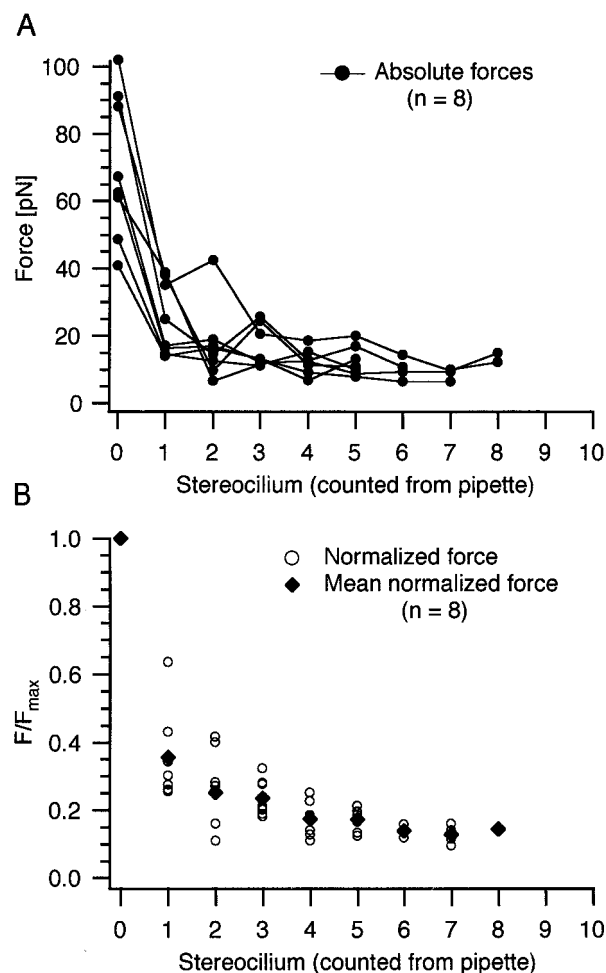 A
Absolute forces
(n = 8)
Force [pN]
100
80
60
40
20
0
0 1 2 3 4 5 6 7 8 9 10
Stereocilium (counted from pipette)
B
Normalized force
Mean normalized force
(n = 8)
F/Fmax
1.0
0.8
0.6
0.4
0.2
0.0
0 1 2 3 4 5 6 7 8 9 10
Stereocilium (counted from pipette)